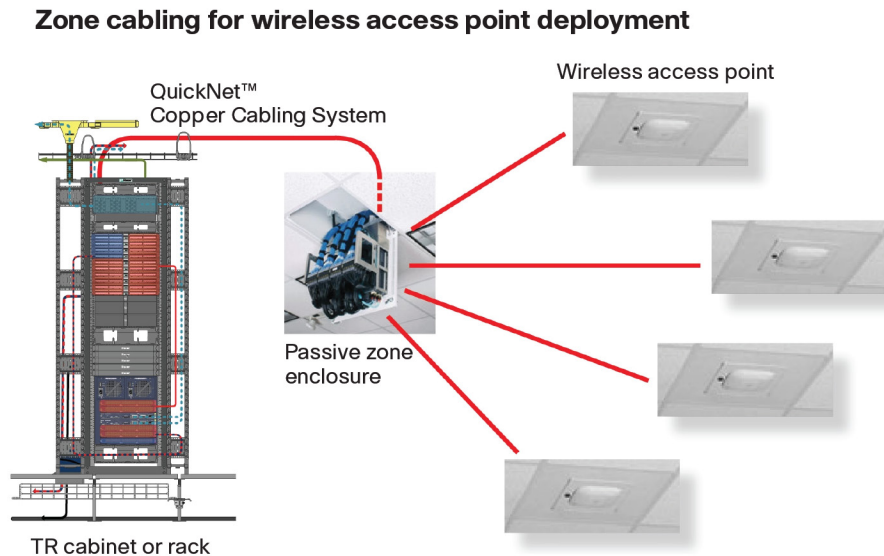 Zone cabling for wireless access point deployment
QuickNet™
Copper Cabling System
Wireless access point
Passive zone
enclosure
TR cabinet or rack